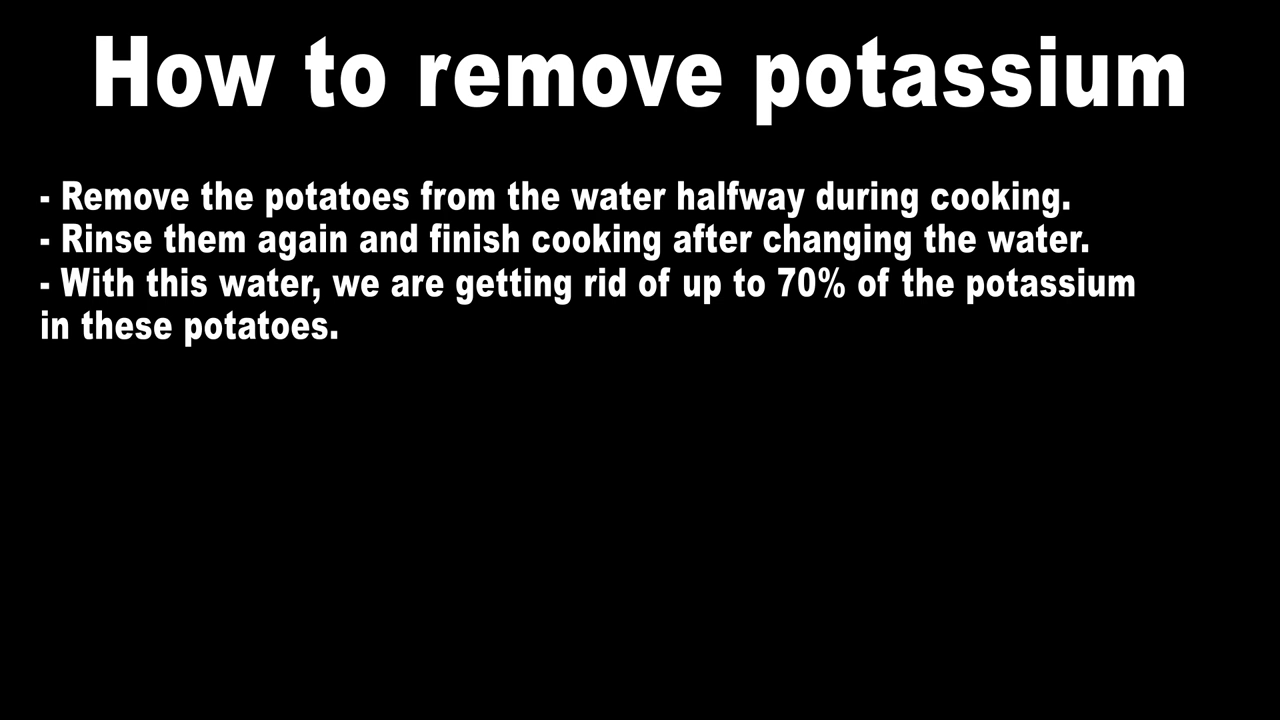 How to remove potassium
- Remove the potatoes from the water halfway during cooking.
- Rinse them again and finish cooking after changing the water.
- With this water, we are getting rid of up to 70% of the potassium
in these potatoes.